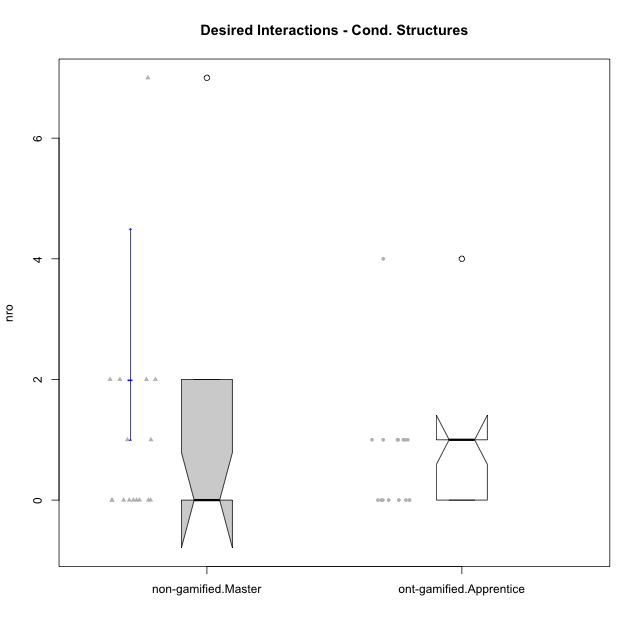 Desired Interactions - Cond. Structures
6
4
2
0
nro
non-gamified.Master
ont-gamified.Apprentice